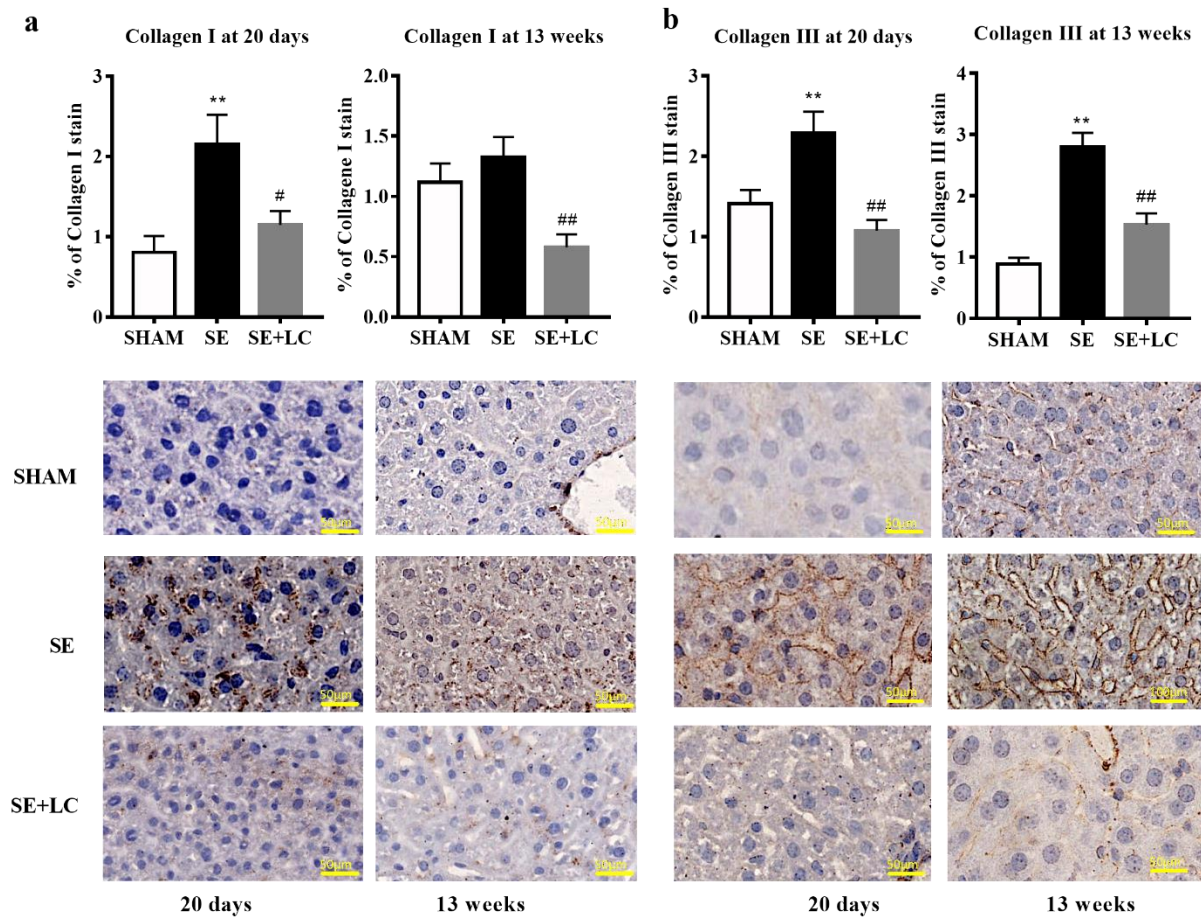 a
Collagen I at 20 days
% of Collagen I stain
3
2
1
0
**
#
SHAM SE SE+LC
Collagen I at 13 weeks
% of Collagene I stain
2.0
1.5
1.0
0.5
0.0
##
SHAM SE SE+LC
b
Collagen III at 20 days
% of Collagen III stain
3
2
1
0
**
##
SHAM SE SE+LC
Collagen III at 13 weeks
% of Collagen III stain
4
3
2
1
0
**
##
SHAM SE SE+LC
SHAM
50µm
50µm
50µm
50µm
SE
50µm
50µm
50µm
100µm
SE+LC
50µm
50µm
50µm
50µm
20 days
13 weeks
20 days
13 weeks